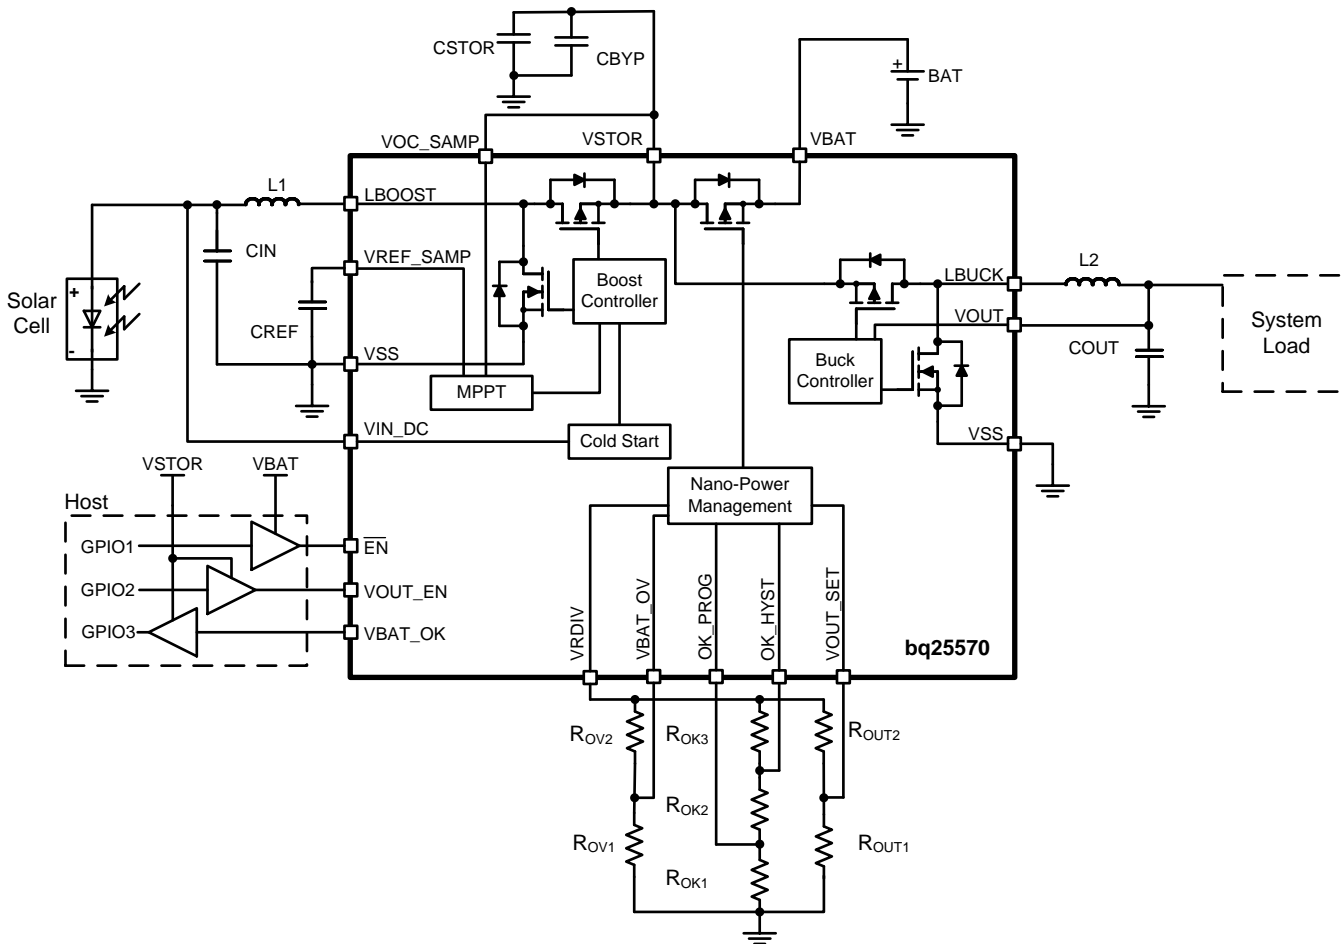 CSTOR
CBYP
+
BAT
VOC_SAMP
VSTOR
VBAT
L1
LBOOST
CIN
VREF_SAMP
Boost
Controller
LBUCK
L2
Solar
Cell
+
-
CREF
VOUT
System
Load
COUT
Buck
Controller
VSS
MPPT
VIN_DC
Cold Start
VSS
VSTOR
VBAT
Nano-Power
Management
Host
GPIO1
EN
GPIO2
VOUT_EN
GPIO3
VBAT_OK
VRDIV
VBAT_OV
OK_PROG
OK_HYST
VOUT_SET
bq25570
ROV2
ROK3
ROUT2
ROK2
ROV1
ROUT1
ROK1